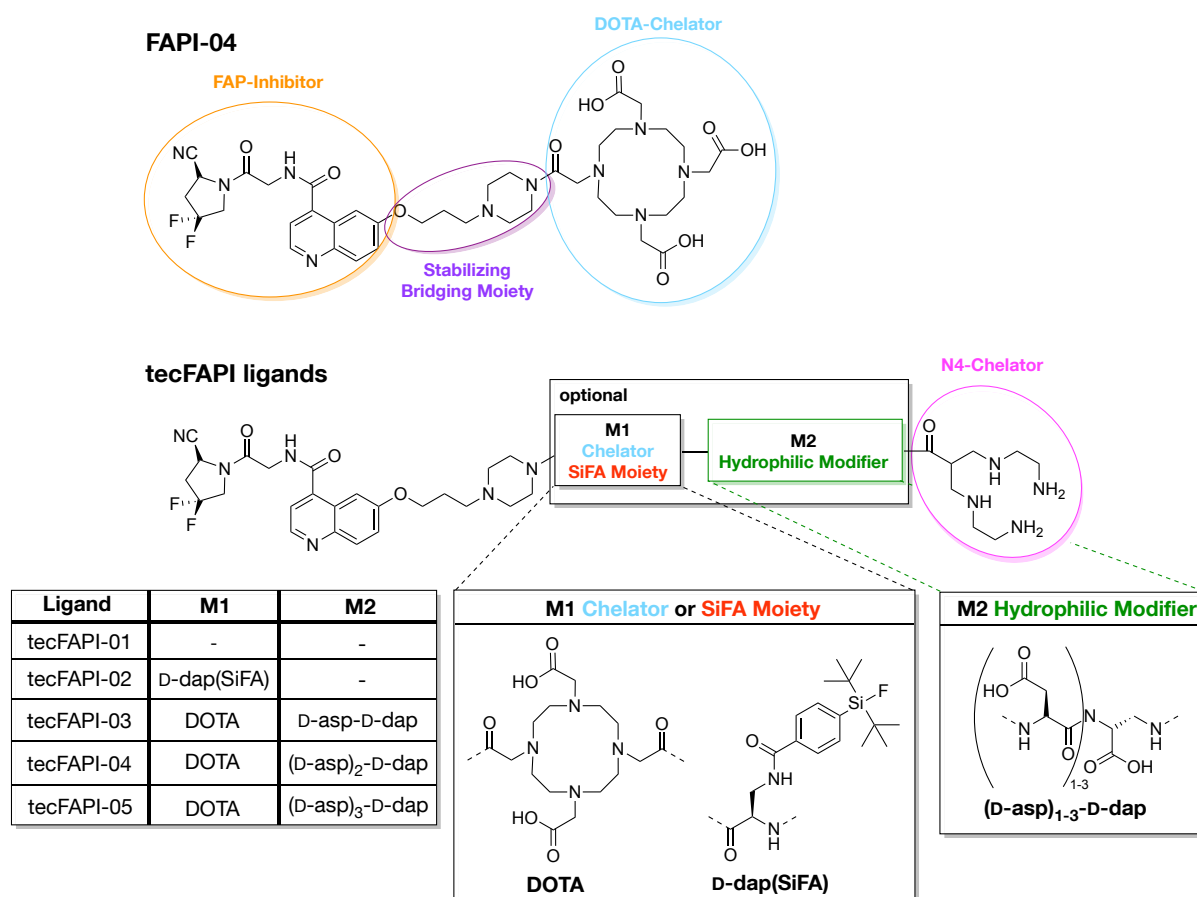 FAPI-04
DOTA-Chelator
FAP-Inhibitor
O
HO
O
OH
NC
O
H
N
O
N
N
N
O
N
N
N
N
O
N
F
F
N
O
OH
Stabilizing
Bridging Moiety
tecFAPI ligands
N4-Chelator
optional
M1
Chelator
SiFA Moiety
M2
Hydrophilic Modifier
NC
O
H
N
O
N
F
F
N
O
N
N
O
N
H
NH2
NH
NH2
Ligand M1 M2
tecFAPI-01 - -
tecFAPI-02 D-dap(SiFA) -
tecFAPI-03 DOTA D-asp-D-dap
tecFAPI-04 DOTA (D-asp)2-D-dap
tecFAPI-05 DOTA (D-asp)3-D-dap
M1 Chelator or SiFA Moiety
O
HO
O
N
N
N
N
O
HO
O
DOTA
Si
F
O
NH
O
N
H
D-dap(SiFA)
M2 Hydrophilic Modifier
O
HO
N
H
O
N
O
OH
N
H
1-3
(D-asp)1-3-D-dap